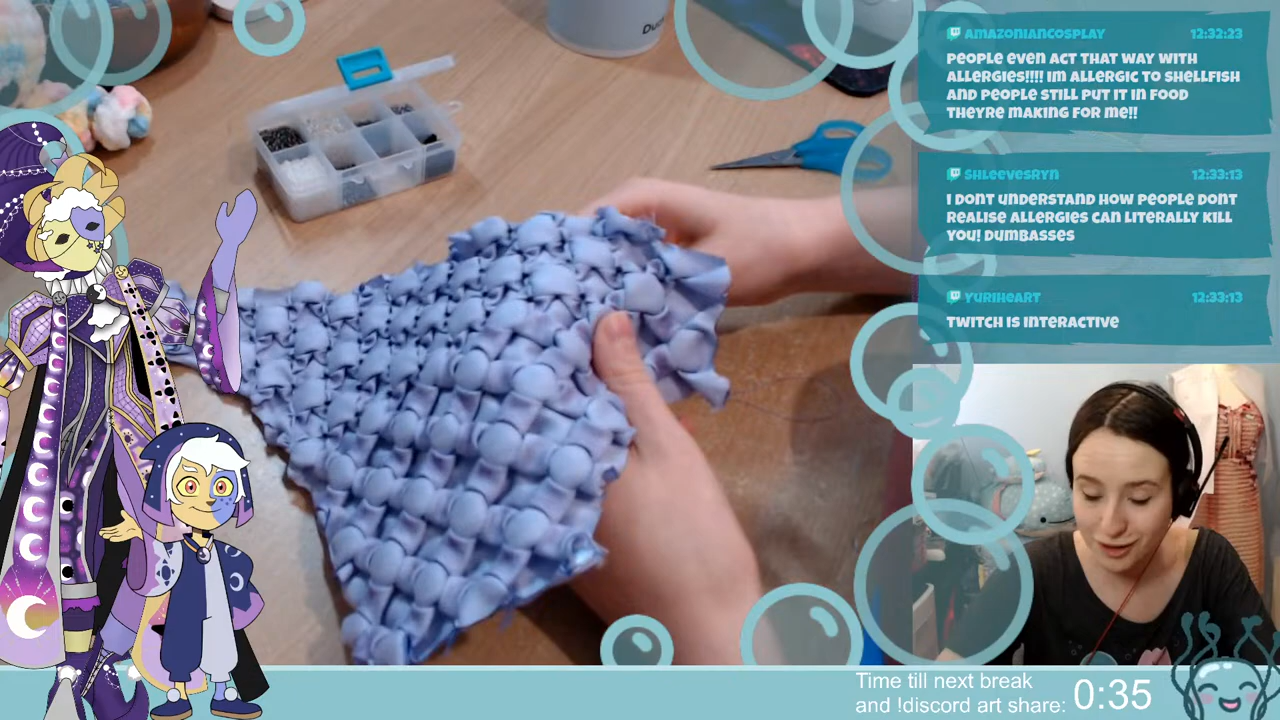 Du
AMAZONIANCOSPLAY 12:32:23
PEOPLE EVEN ACT THAT WAY WITH
ALLERGIES!!!! IM ALLERGIC TO SHELLFISH
AND PEOPLE STILL PUT IT IN FOOD
THEYRE MAKING FOR ME!!
SHLEEVESRYN 12:33:13
I DONT UNDERSTAND HOW PEOPLE DONT
REALISE ALLERGIES CAN LITERALLY KILL
YOU! DUMBASSES
YURIHEART 12:33:13
TWITCH IS INTERACTIVE
Time till next break
and !discord art share: 0:35